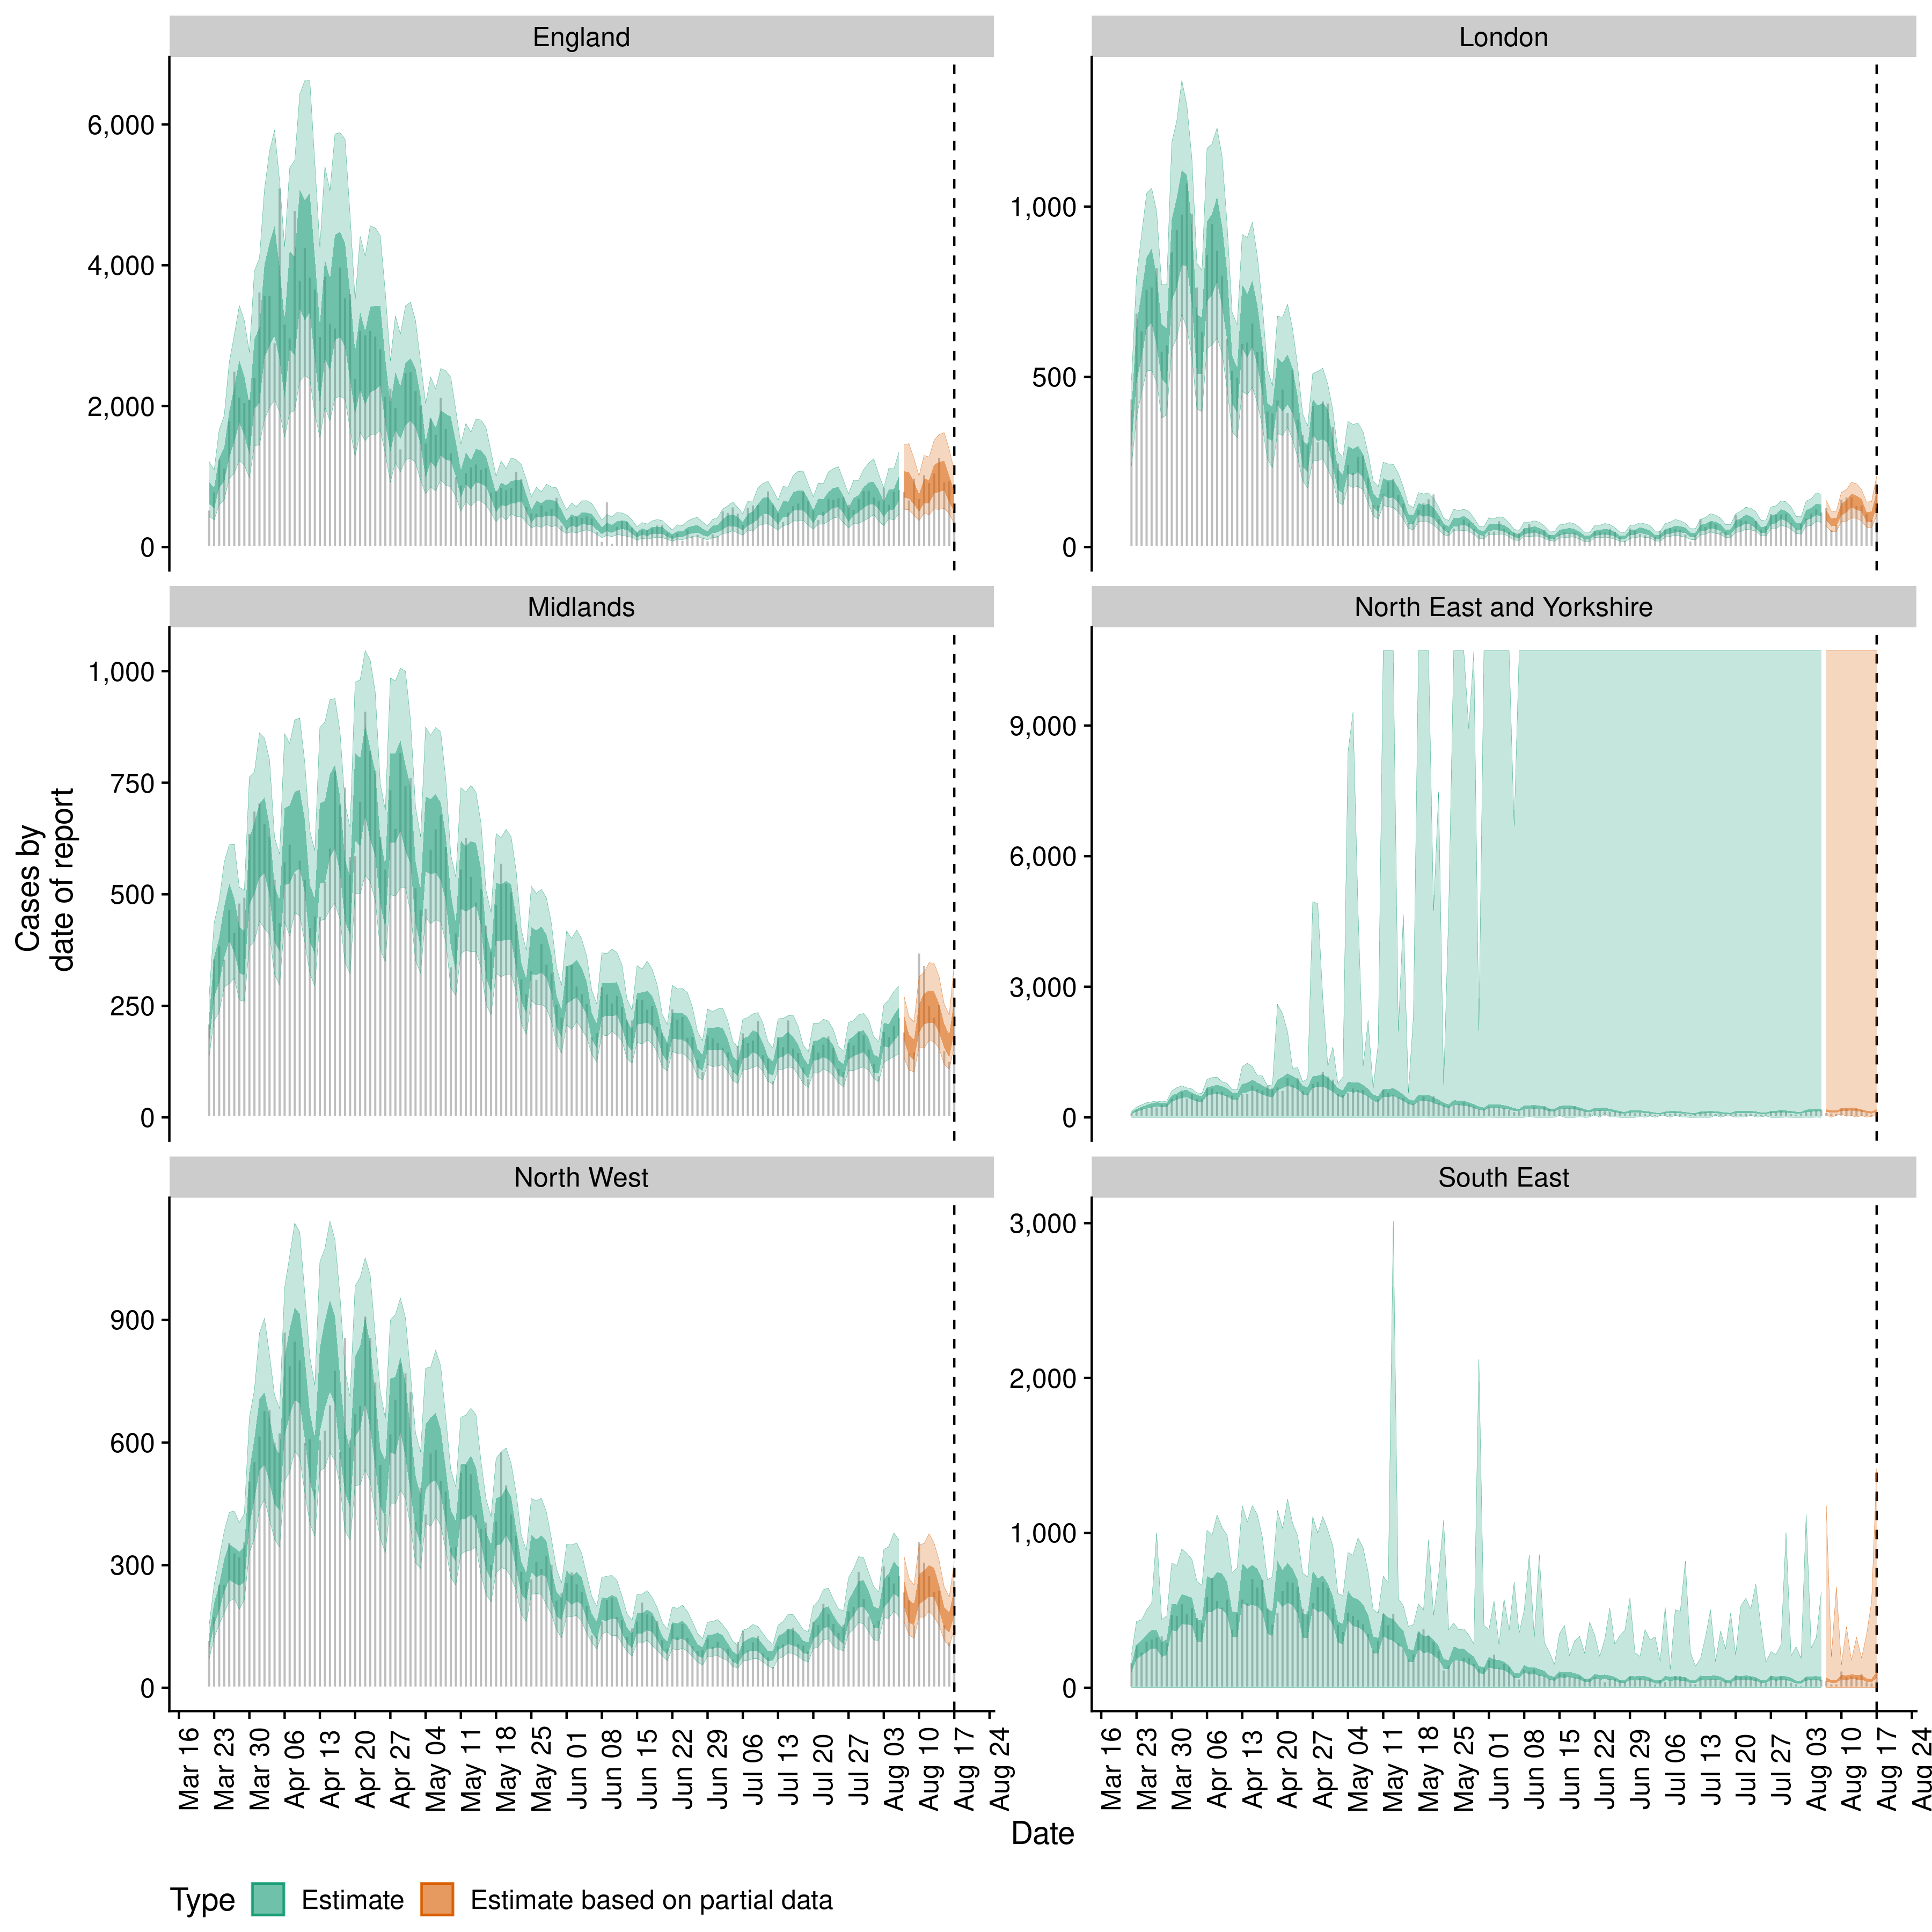 England
London
6,000
4,000
2,000
0
1,000
500
0
Midlands
North East and Yorkshire
1,000
750
500
250
0
9,000
6,000
3,000
0
Cases by
date of report
North West
South East
900
600
300
0
3,000
2,000
1,000
0
Mar 16
Mar 23
Mar 30
Apr 06
Apr 13
Apr 20
Apr 27
May 04
May 11
May 18
May 25
Jun 01
Jun 08
Jun 15
Jun 22
Jun 29
Jul 06
Jul 13
Jul 20
Jul 27
Aug 03
Aug 10
Aug 17
Aug 24
Mar 16
Mar 23
Mar 30
Apr 06
Apr 13
Apr 20
Apr 27
May 04
May 11
May 18
May 25
Jun 01
Jun 08
Jun 15
Jun 22
Jun 29
Jul 06
Jul 13
Jul 20
Jul 27
Aug 03
Aug 10
Aug 17
Aug 24
Date
Type Estimate Estimate based on partial data